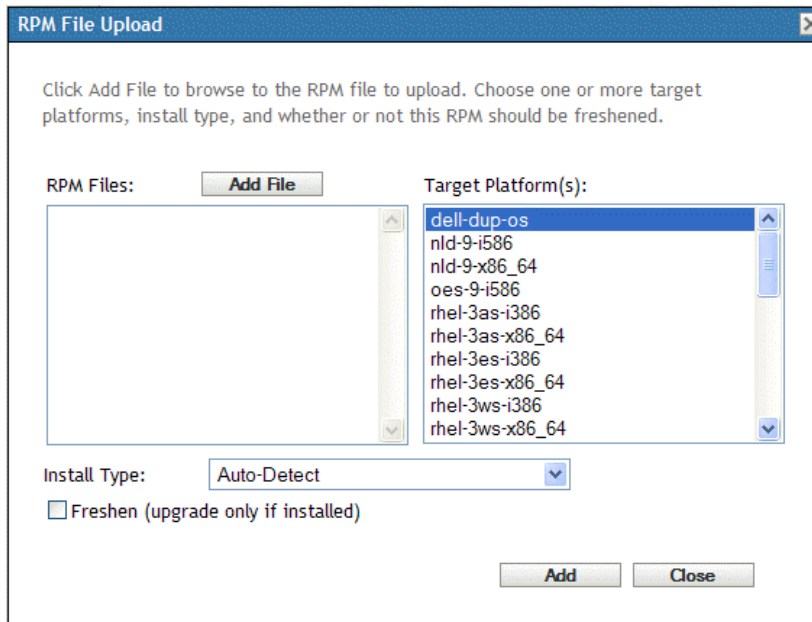 RPM File Upload
Click Add File to browse to the RPM file to upload. Choose one or more target
platforms, install type, and whether or not this RPM should be freshened.
RPM Files:
Add File
Target Platform(s):
dell-dup-os
nld-9-i586
nld-9-x86_64
oes-9-i586
rhel-3as-i386
rhel-3as-x86_64
rhel-3es-i386
rhel-3es-x86_64
rhel-3ws-i386
rhel-3ws-x86_64
Install Type:
Auto-Detect
Freshen (upgrade only if installed)
Add
Close